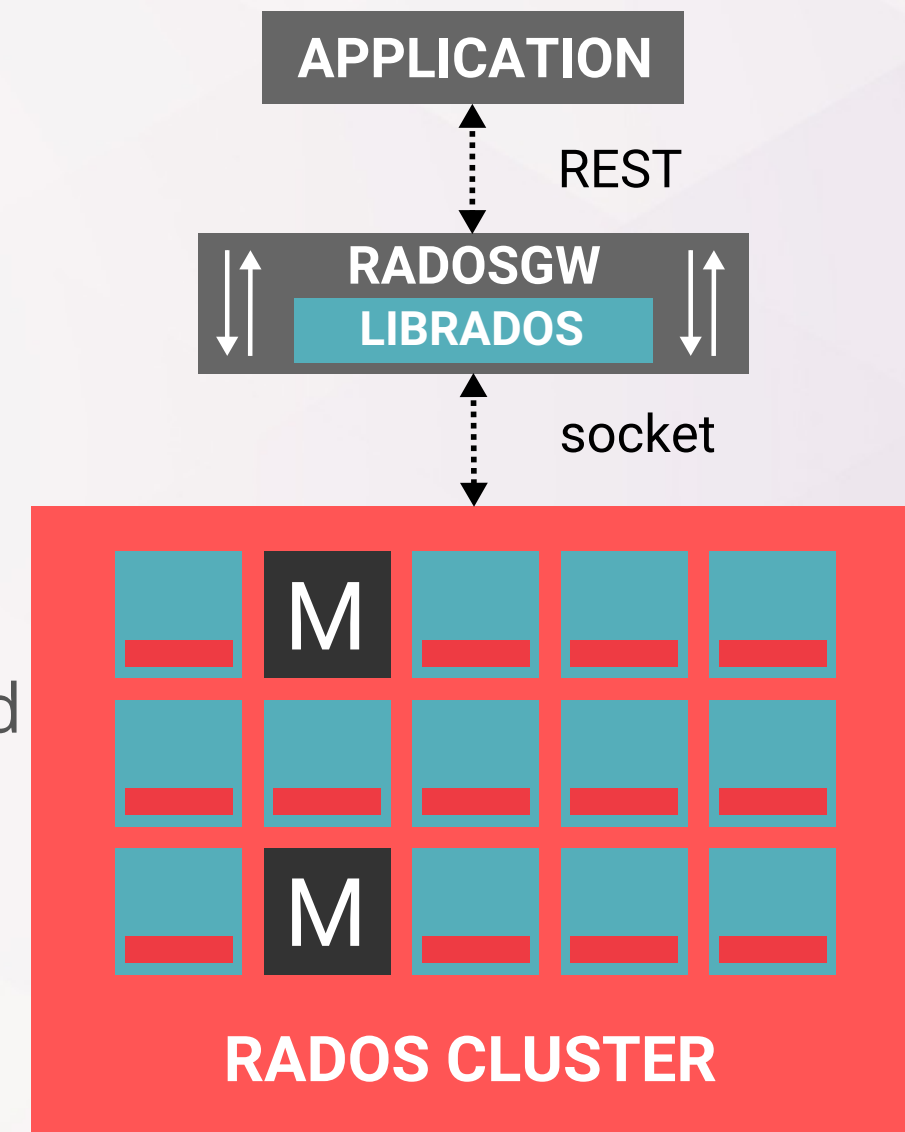 APPLICATION
REST
RADOSGW
LIBRADOS
socket
M
d
M
RADOS CLUSTER